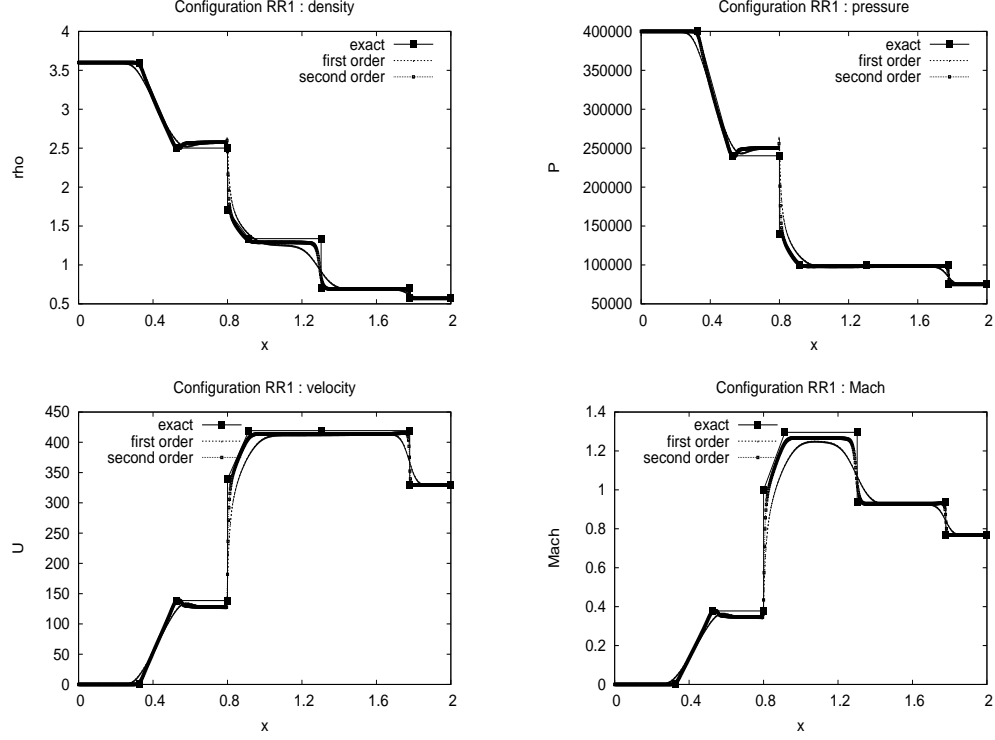 Configuration RR1 : density
4
3.5
3
2.5
2
1.5
1
0.5
rho
exact
first order
second order
0 0.4 0.8 1.2 1.6 2
x
Configuration RR1 : pressure
400000
350000
300000
250000
200000
150000
100000
50000
P
exact
first order
second order
0 0.4 0.8 1.2 1.6 2
x
Configuration RR1 : velocity
450
400
350
300
250
200
150
100
50
0
U
exact
first order
second order
0 0.4 0.8 1.2 1.6 2
x
Configuration RR1 : Mach
1.4
1.2
1
0.8
0.6
0.4
0.2
0
Mach
exact
first order
second order
0 0.4 0.8 1.2 1.6 2
x